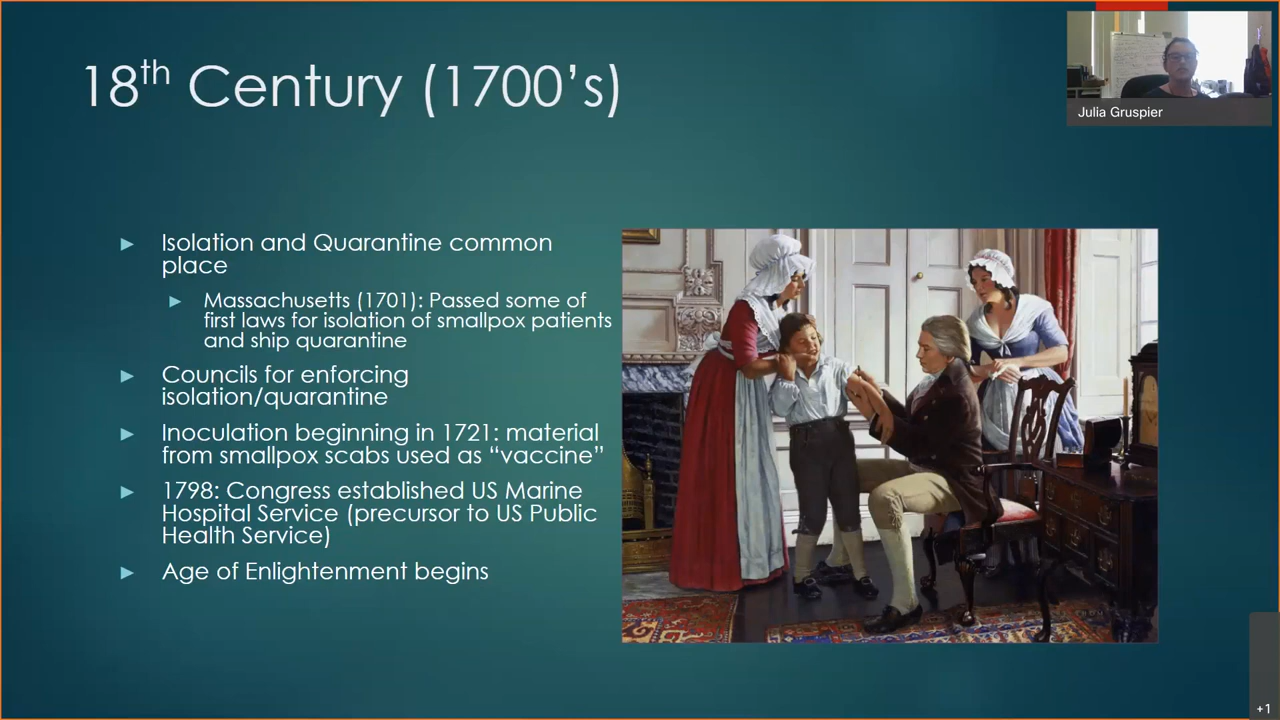 18th Century (1700's)
Julia Gruspier
Isolation and Quarantine common
place
Massachusetts (1701): Passed some of
first laws for isolation of smallpox patients
and ship quarantine
Councils for enforcing
isolation/quarantine
Inoculation beginning in 1721: material
from smallpox scabs used as “vaccine”
1798: Congress established US Marine
Hospital Service (precursor to US Public
Health Service)
Age of Enlightenment begins
+1